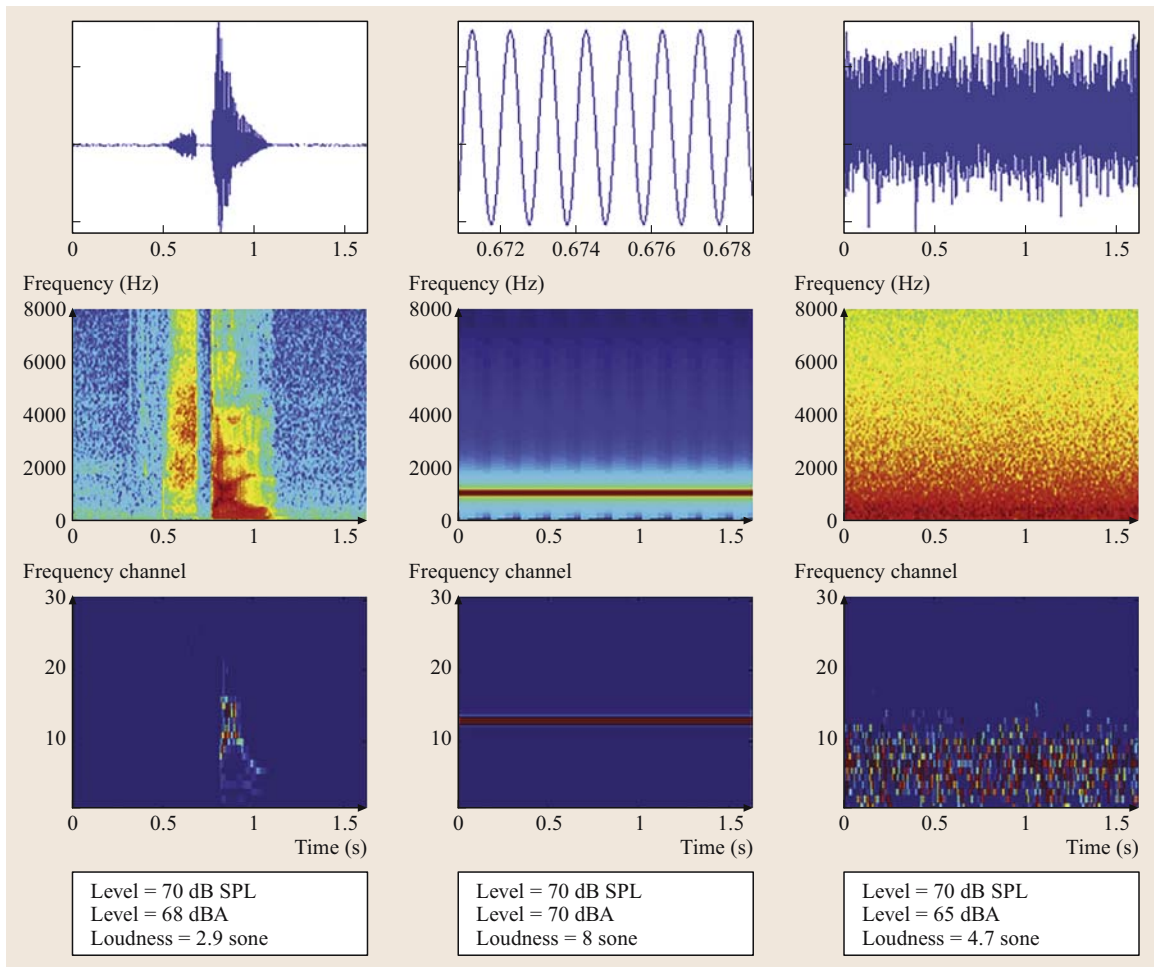 0 0.5 1 1.5
0.672 0.674 0.676 0.678
0 0.5 1 1.5
Frequency (Hz)
8000
6000
4000
2000
0
0 0.5 1 1.5
Frequency (Hz)
8000
6000
4000
2000
0
0 0.5 1 1.5
Frequency (Hz)
8000
6000
4000
2000
0
0 0.5 1 1.5
Frequency channel
30
20
10
0 0.5 1 1.5
Time (s)
Frequency channel
30
20
10
0 0.5 1 1.5
Time (s)
Frequency channel
30
20
10
0 0.5 1 1.5
Time (s)
Level = 70 dB SPL
Level = 68 dBA
Loudness = 2.9 sone
Level = 70 dB SPL
Level = 70 dBA
Loudness = 8 sone
Level = 70 dB SPL
Level = 65 dBA
Loudness = 4.7 sone